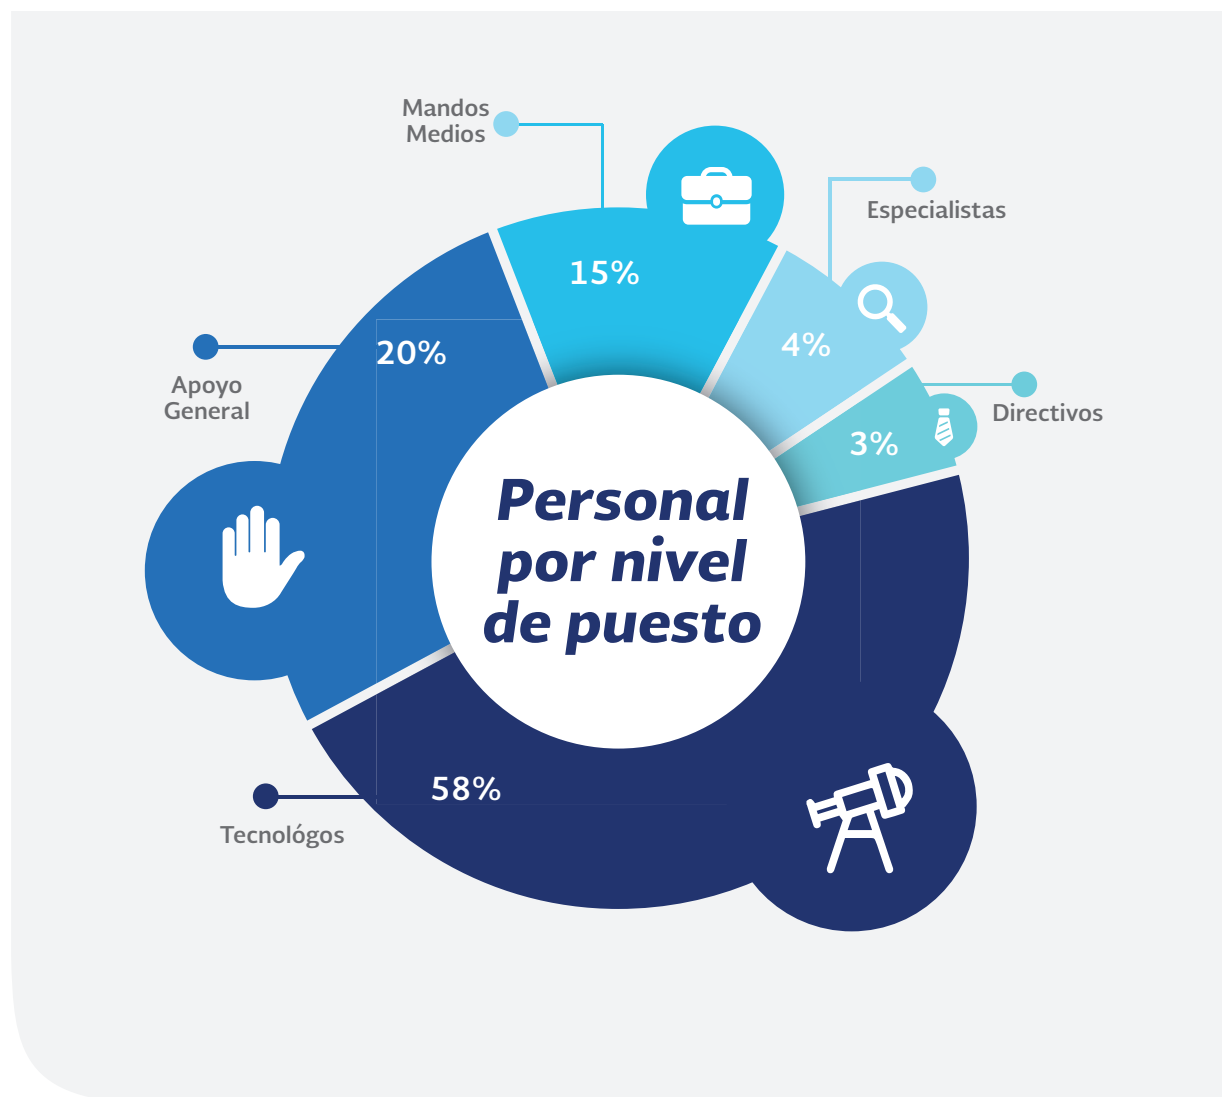 Mandos
Medios
Especialistas
15%
4%
20%
Apoyo
General
Directivos
3%
Personal
por nivel
de puesto
58%
Tecnológos